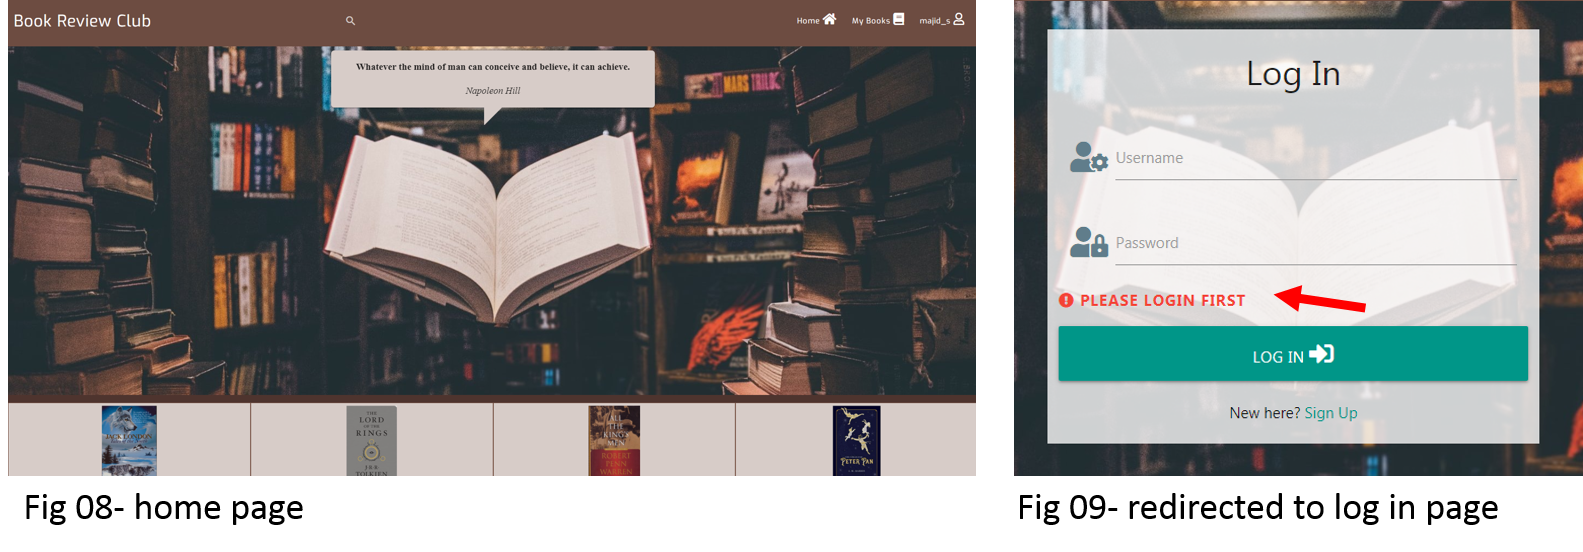 Book Review Club
Home
My Books
majid_s
Whatever the mind of man can conceive and believe, it can achieve.
Napoleon Hill
MARS
JACK LONDON
THE
LORD
OF THE
RINGS
J.R.R.
TOLKIEN
ALL
THE
KING'S
MEN
ROBERT
PENN
WARREN
PETER PAN
Fig 08- home page
Log In
Username
Password
PLEASE LOGIN FIRST
LOG IN
New here? Sign Up
Fig 09- redirected to log in page